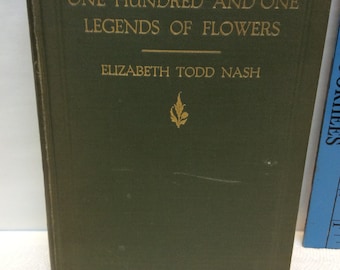 ONE HUNDRED AND ONE
LEGENDS OF FLOWERS
ELIZABETH TODD NASH